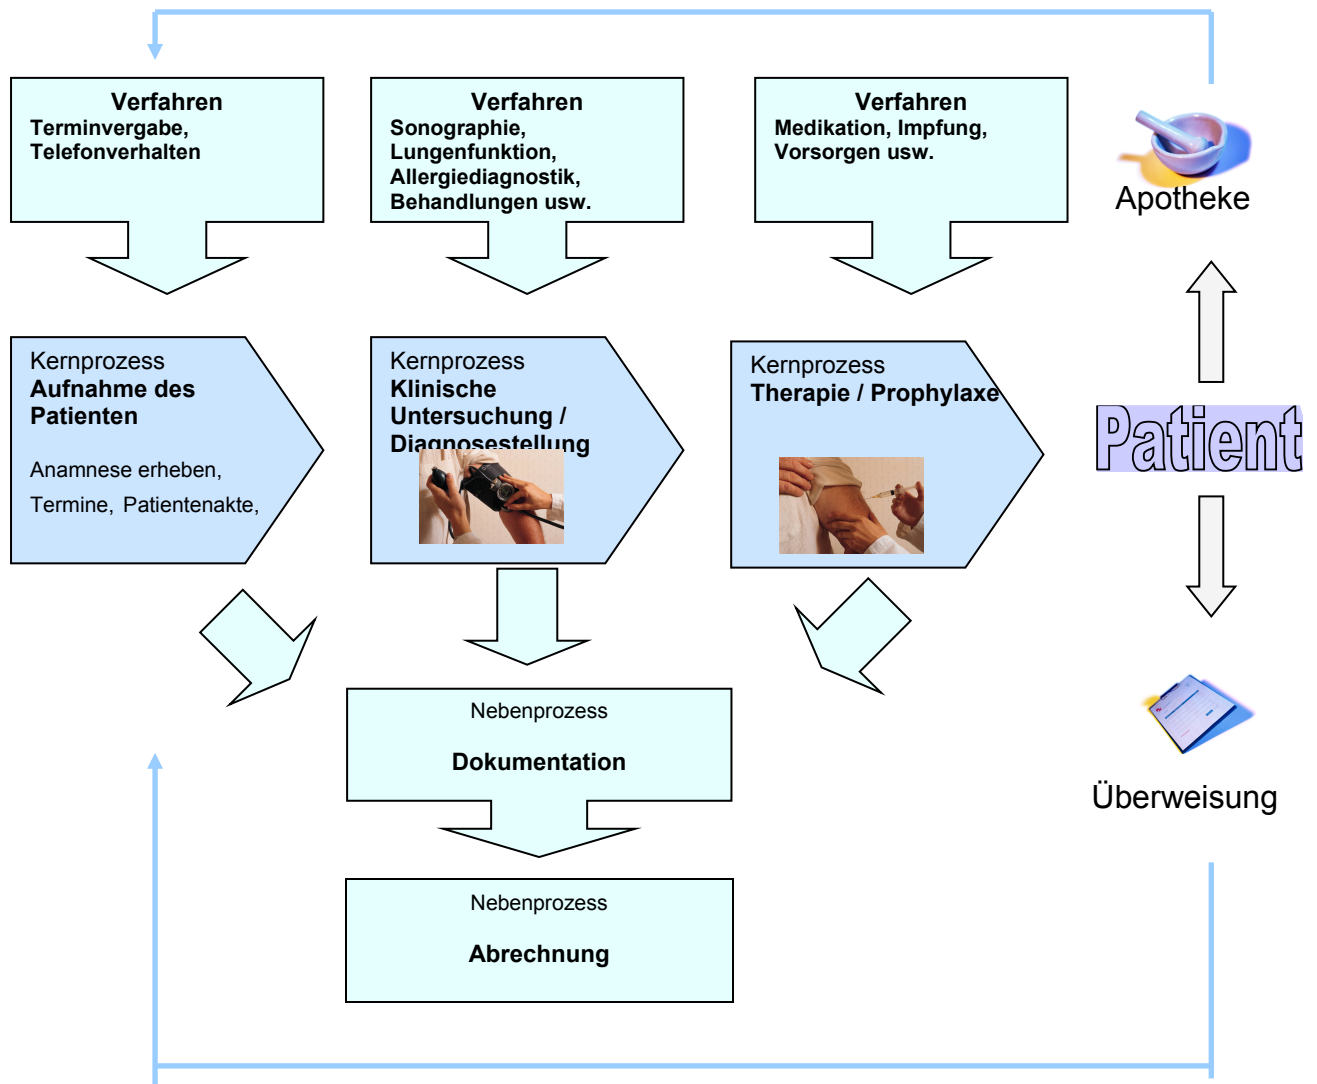 Verfahren
Terminvergabe,
Telefonverhalten
Verfahren
Sonographie,
Lungenfunktion,
Allergiediagnostik,
Behandlungen usw.
Verfahren
Medikation, Impfung,
Vorsorgen usw.
Apotheke
Kernprozess
Aufnahme des
Patienten
Anamnese erheben,
Termine, Patientenakte,
Kernprozess
Klinische
Untersuchung /
Diagnosestellung
Kernprozess
Therapie / Prophylaxe
Patient
Nebenprozess
Dokumentation
Überweisung
Nebenprozess
Abrechnung